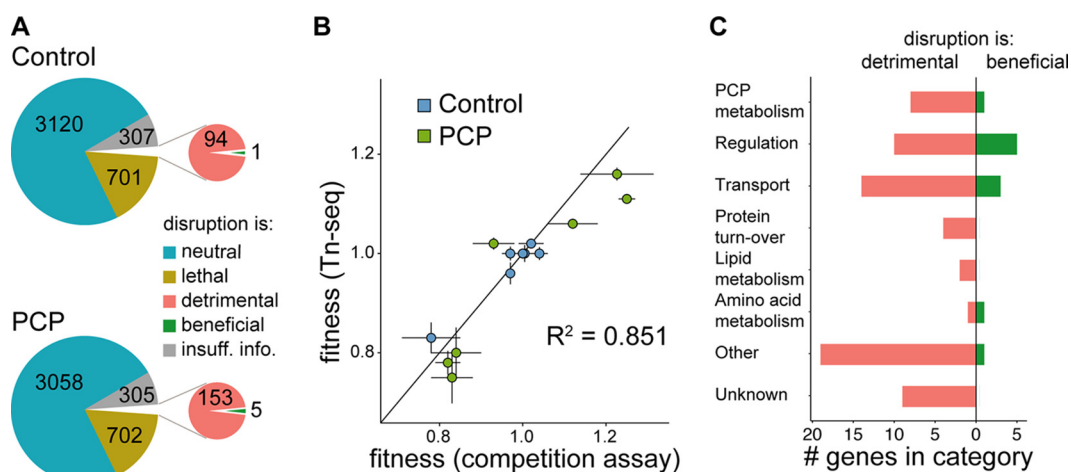 A
Control
3120
307
701
94
1
disruption is:
neutral
lethal
detrimental
beneficial
insuff. info.
PCP
3058
305
702
153
5
B
fitness (Tn-seq)
1.2
1.0
0.8
Control
PCP
R² = 0.851
0.8
1.0
1.2
fitness (competition assay)
C
disruption is:
detrimental
beneficial
PCP
metabolism
Regulation
Transport
Protein
turn-over
Lipid
metabolism
Amino acid
metabolism
Other
Unknown
20
15
10
5
0
5
# genes in category